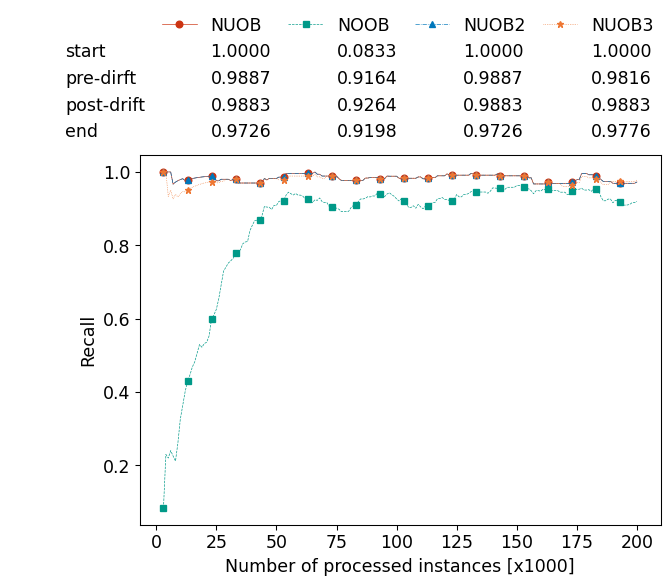 NUOB NOOB NUOB2 NUOB3
start 1.0000 0.0833 1.0000 1.0000
pre-dirft 0.9887 0.9164 0.9887 0.9816
post-drift 0.9883 0.9264 0.9883 0.9883
end 0.9726 0.9198 0.9726 0.9776
1.0
0.8
0.6
0.4
0.2
Recall
0 25 50 75 100 125 150 175 200
Number of processed instances [x1000]